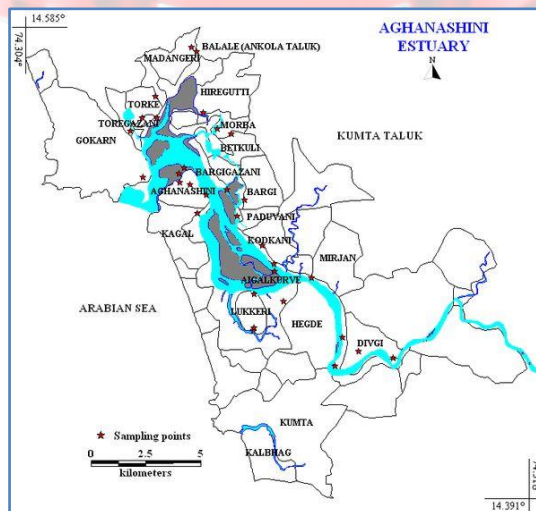 14.585°
74.304°
AGHANASHINI
ESTUARY
N
BALALE (ANKOLA TALUK)
MADANGERI
HIREGUTTI
TORKE
TOREGAZANI
MORBA
GOKARN
BETKULI
KUMTA TALUK
BARGIGAZANI
AGHANASHINI
BARGI
PADUVANI
KAGAL
KODKANI
MIRJAN
AIGALKURVE
ARABIAN SEA
LUKKERI
HEGDE
DIVGI
KUMTA
KALBHAG
Sampling points
0 2.5 5
kilometers
14.391°